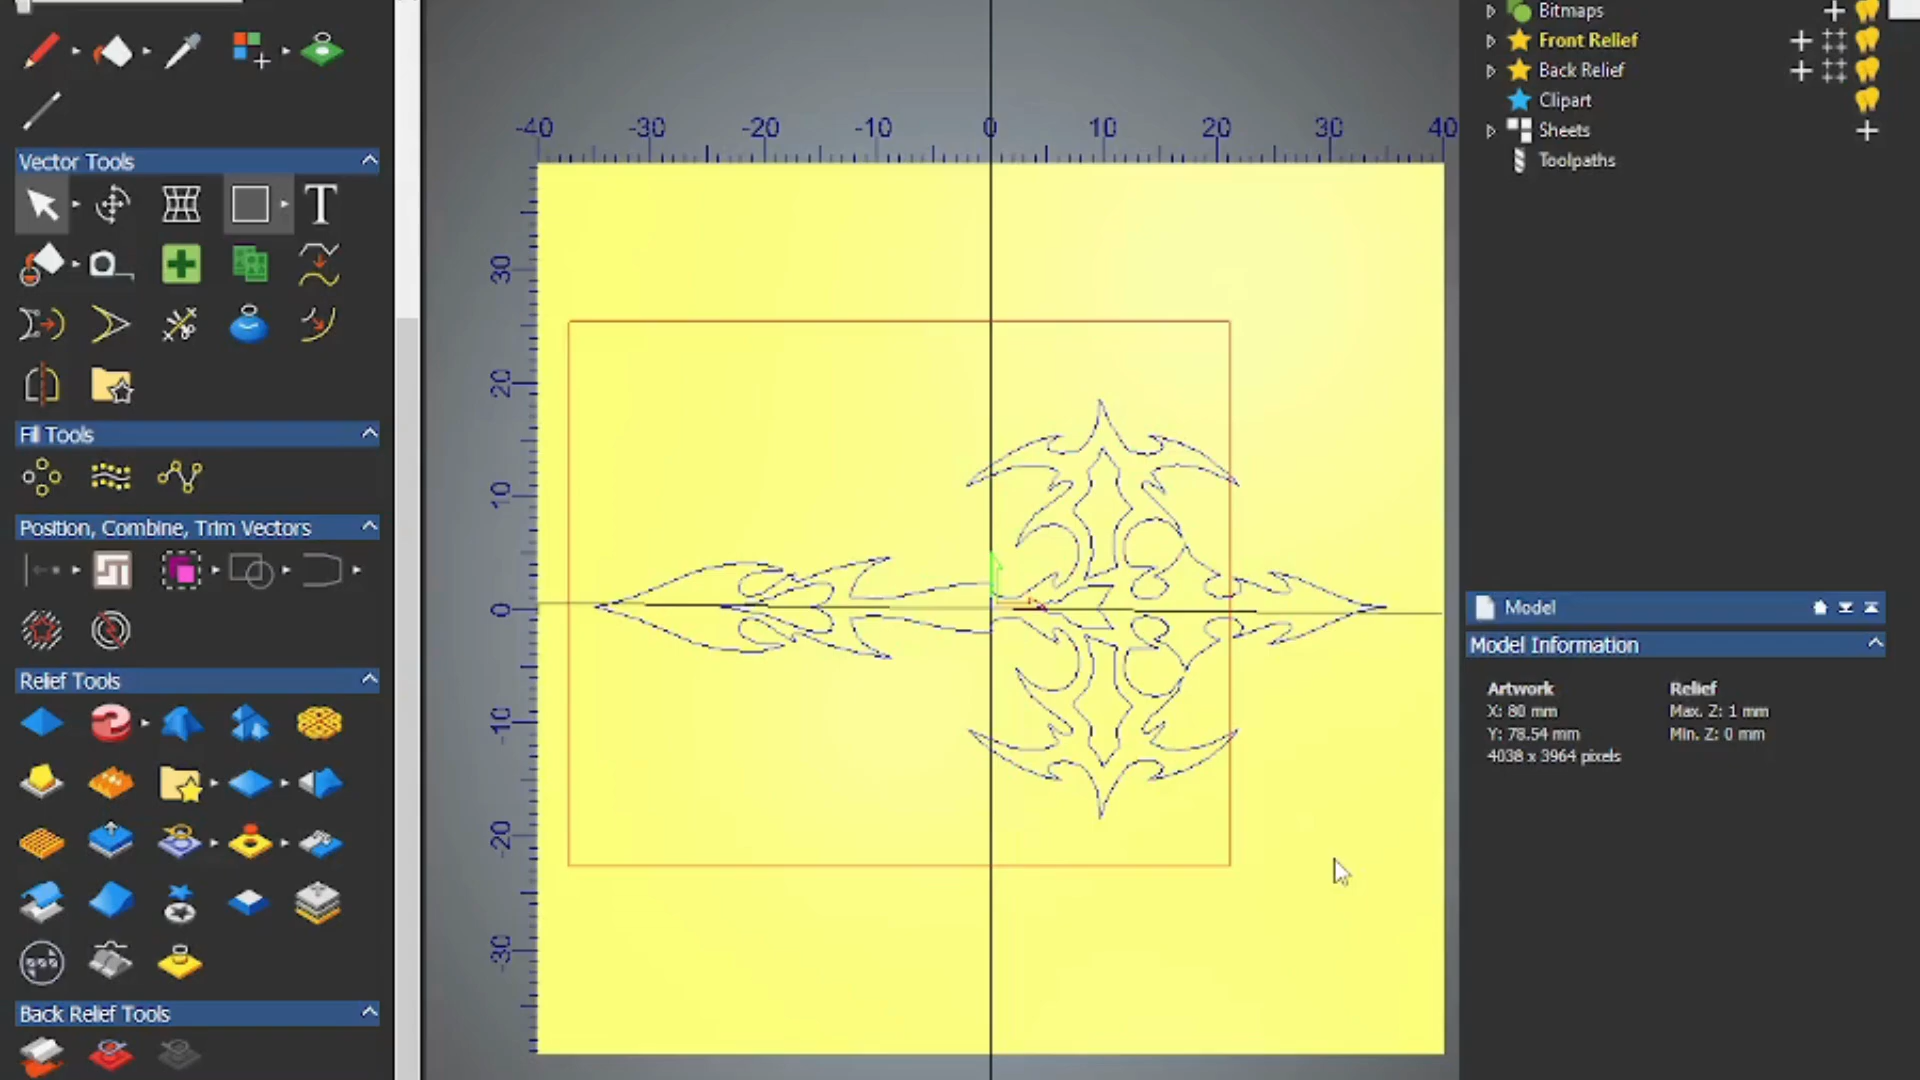 Vector Tools
T
Fill Tools
Position, Combine, Trim Vectors
Relief Tools
Back Relief Tools
-40 -30 -20 -10 0 10 20 30 40
30
20
10
0
-10
-20
-30
Bitmaps
Front Relief
Back Relief
Clipart
Sheets
Toolpaths
Model
Model Information
Artwork Relief
X: 80 mm Max. Z: 1 mm
Y: 78.54 mm Min. Z: 0 mm
4038 x 3964 pixels